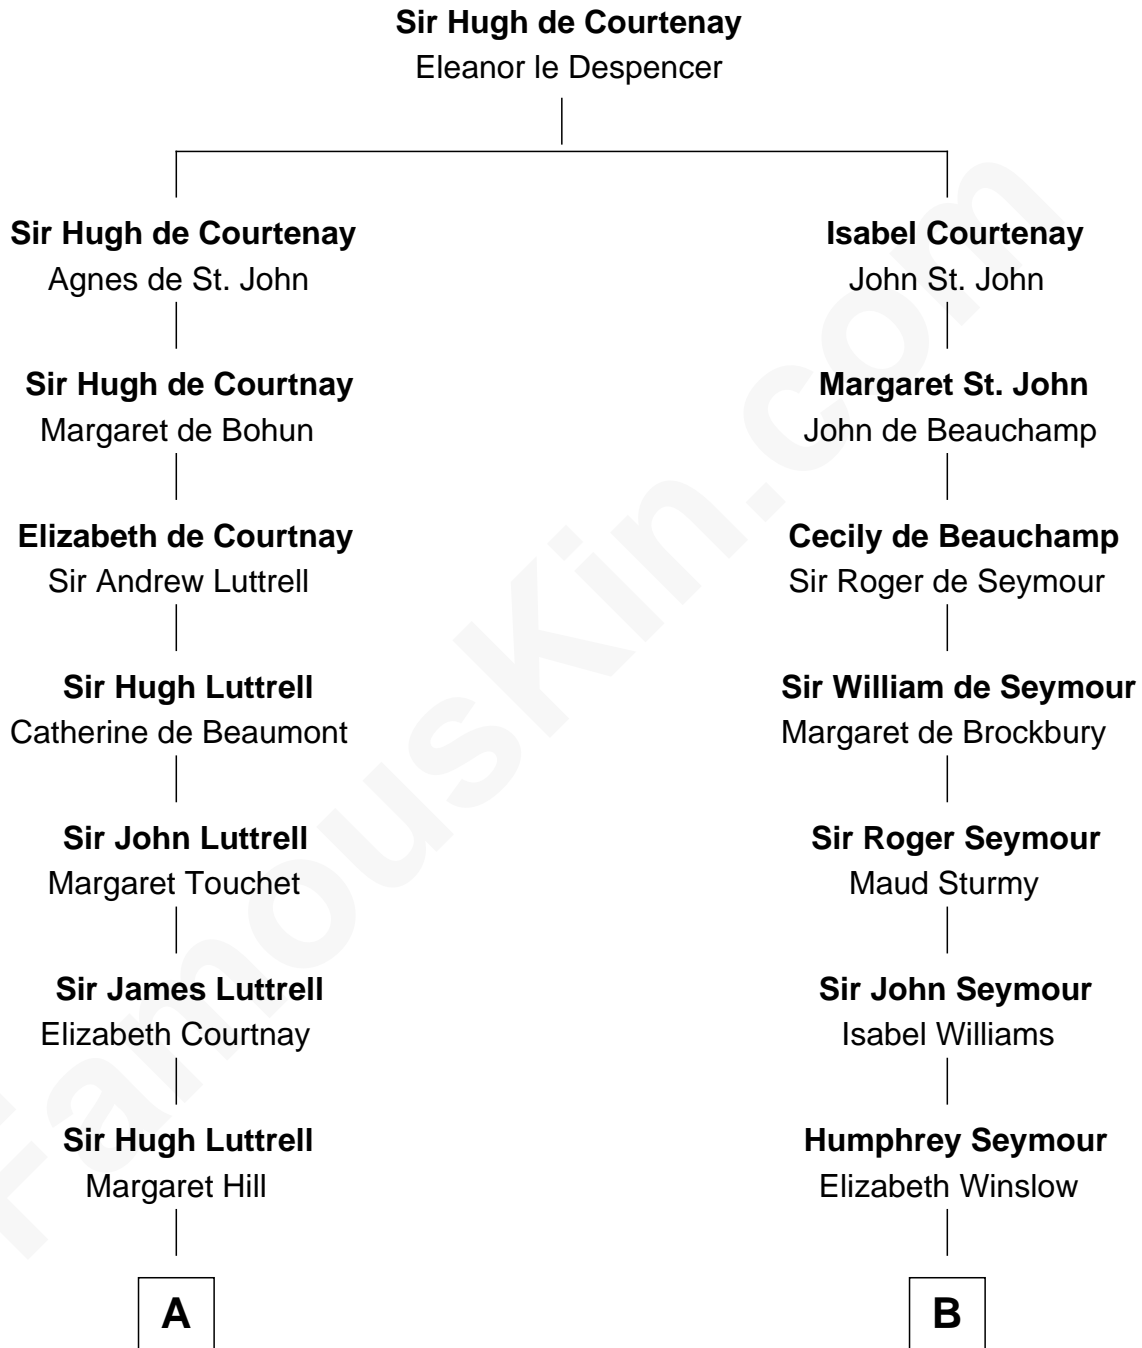 Sir Hugh de Courtenay
Eleanor le Despencer
Sir Hugh de Courtenay
Agnes de St. John
Sir Hugh de Courtnay
Margaret de Bohun
Elizabeth de Courtnay
Sir Andrew Luttrell
Sir Hugh Luttrell
Catherine de Beaumont
Sir John Luttrell
Margaret Touchet
Sir James Luttrell
Elizabeth Courtnay
Sir Hugh Luttrell
Margaret Hill
A
Isabel Courtenay
John St. John
Margaret St. John
John de Beauchamp
Cecily de Beauchamp
Sir Roger de Seymour
Sir William de Seymour
Margaret de Brockbury
Sir Roger Seymour
Maud Sturmy
Sir John Seymour
Isabel Williams
Humphrey Seymour
Elizabeth Winslow
B
FamousKin.com